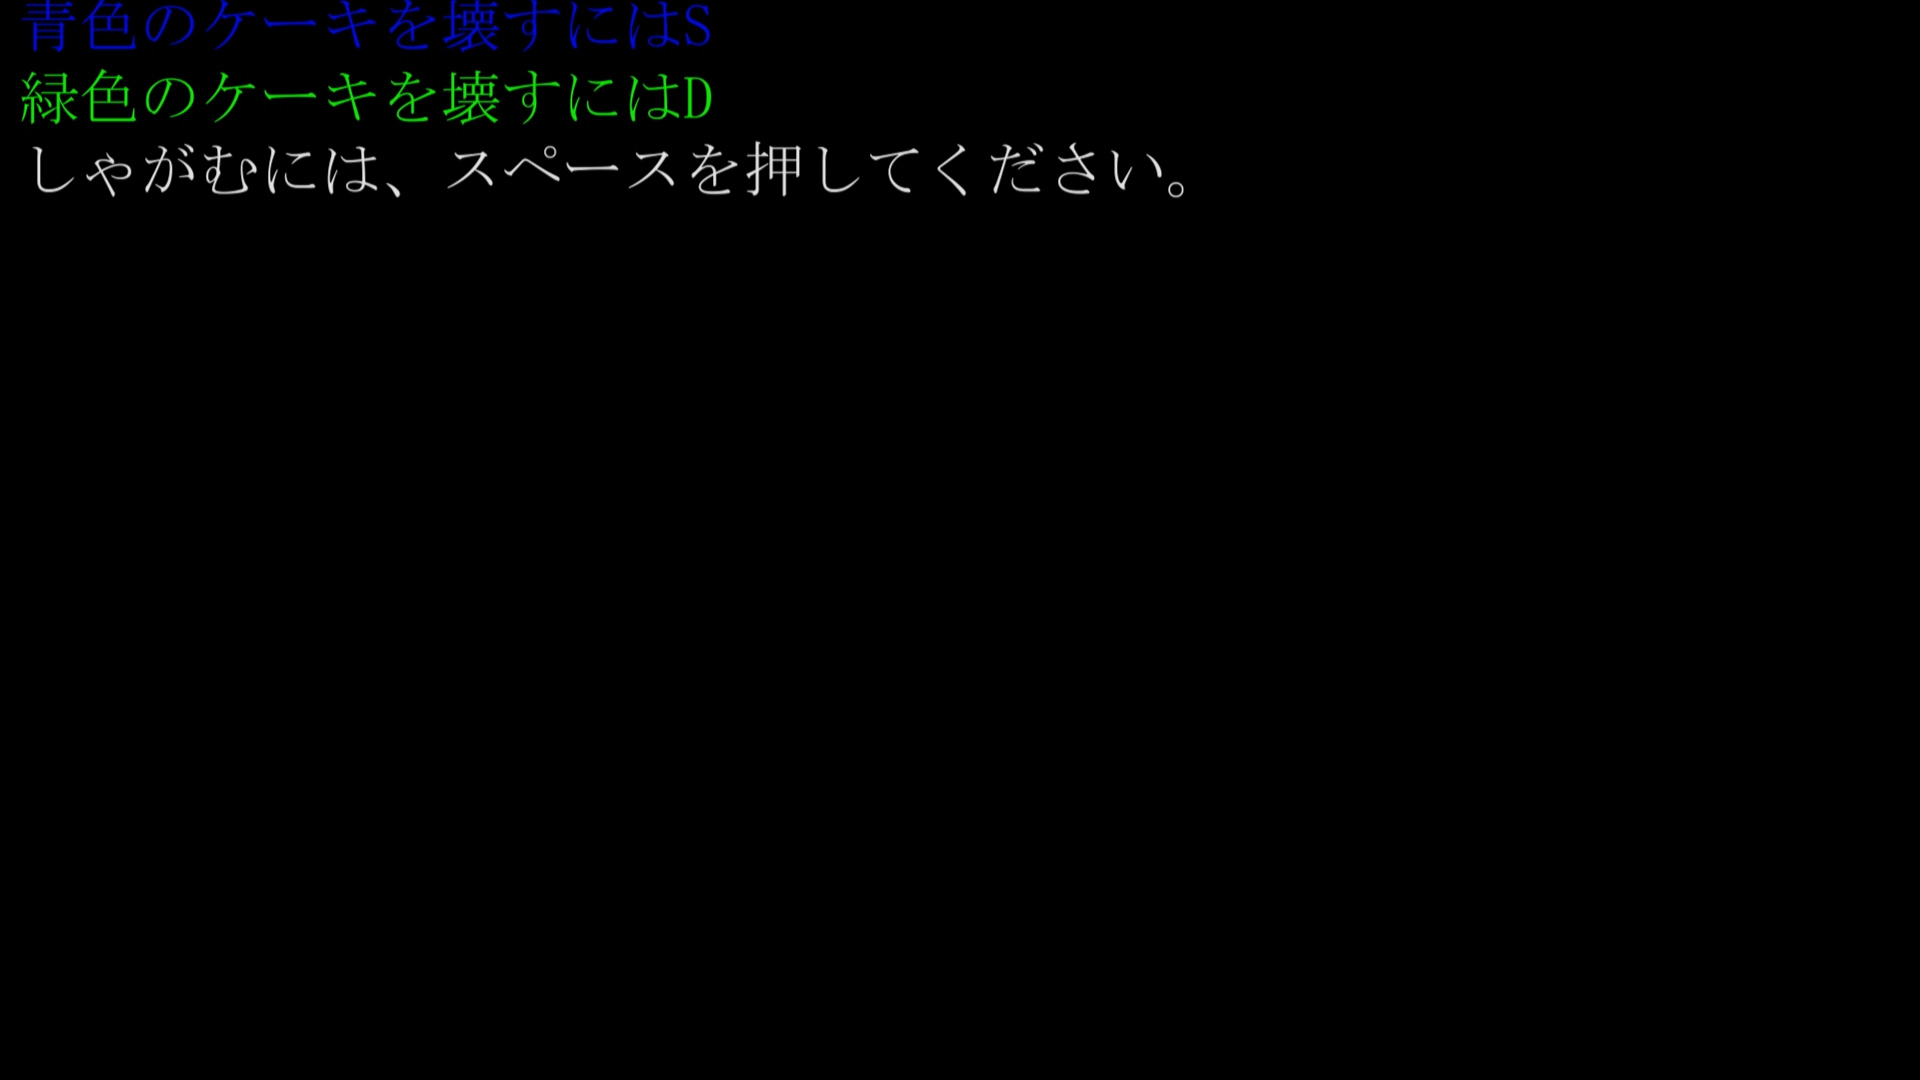 青色のケーキを壊すにはS
緑色のケーキを壊すにはD
しゃがむには、スペースを押してください。